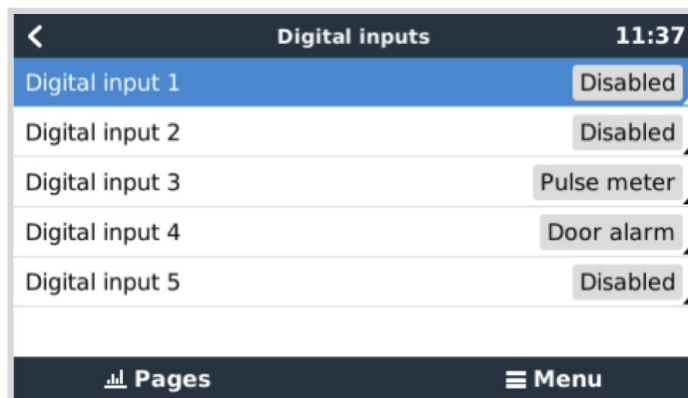 Digital inputs 11:37
Digital input 1 Disabled
Digital input 2 Disabled
Digital input 3 Pulse meter
Digital input 4 Door alarm
Digital input 5 Disabled
Pages Menu